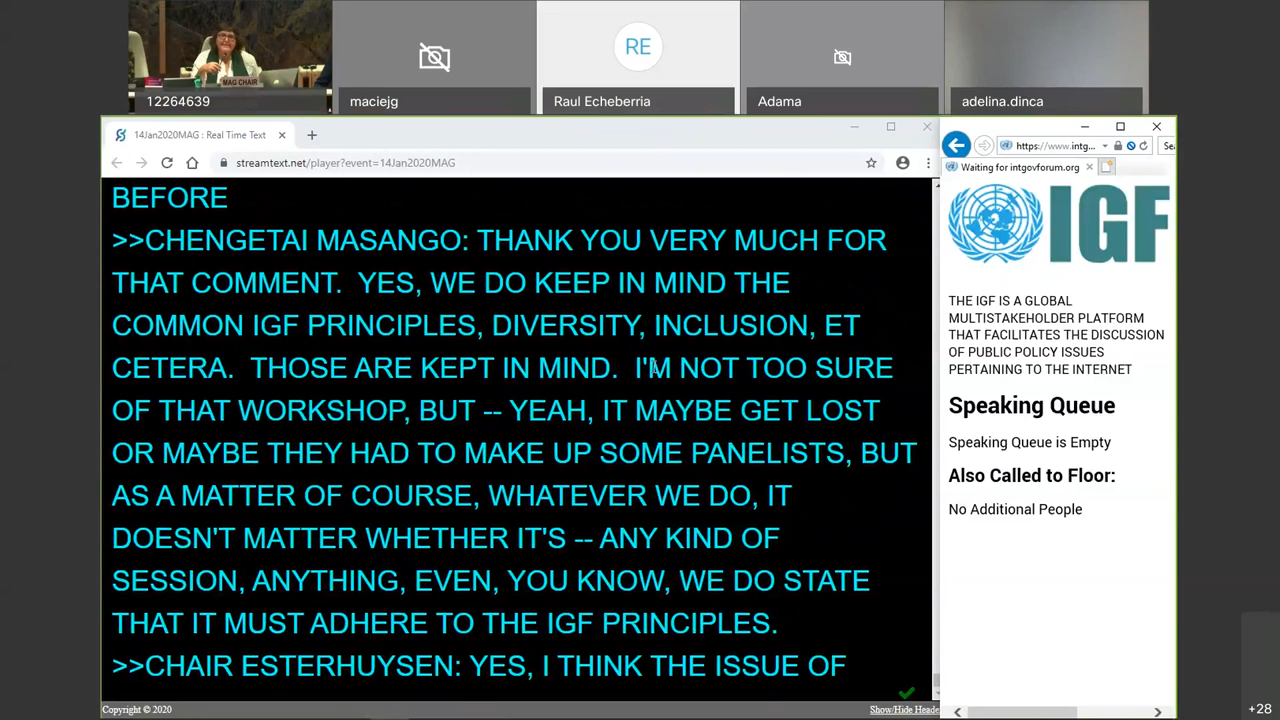 MAG CHAIR
12264639
maciejg
RE
Raul Echeberria
Adama
adelina.dinca
14Jan2020MAG : Real Time Text
streamtext.net/player?event=14Jan2020MAG
BEFORE
>>CHENGETAI MASANGO: THANK YOU VERY MUCH FOR
THAT COMMENT.  YES, WE DO KEEP IN MIND THE
COMMON IGF PRINCIPLES, DIVERSITY, INCLUSION, ET
CETERA.  THOSE ARE KEPT IN MIND.  I'M NOT TOO SURE
OF THAT WORKSHOP, BUT -- YEAH, IT MAYBE GET LOST
OR MAYBE THEY HAD TO MAKE UP SOME PANELISTS, BUT
AS A MATTER OF COURSE, WHATEVER WE DO, IT
DOESN'T MATTER WHETHER IT'S -- ANY KIND OF
SESSION, ANYTHING, EVEN, YOU KNOW, WE DO STATE
THAT IT MUST ADHERE TO THE IGF PRINCIPLES.
>>CHAIR ESTERHUYSEN: YES, I THINK THE ISSUE OF
Copyright © 2020
Show/Hide Heade
https://www.intg...
Sea
Waiting for intgovforum.org
IGF
THE IGF IS A GLOBAL
MULTISTAKEHOLDER PLATFORM
THAT FACILITATES THE DISCUSSION
OF PUBLIC POLICY ISSUES
PERTAINING TO THE INTERNET
Speaking Queue
Speaking Queue is Empty
Also Called to Floor:
No Additional People
+28